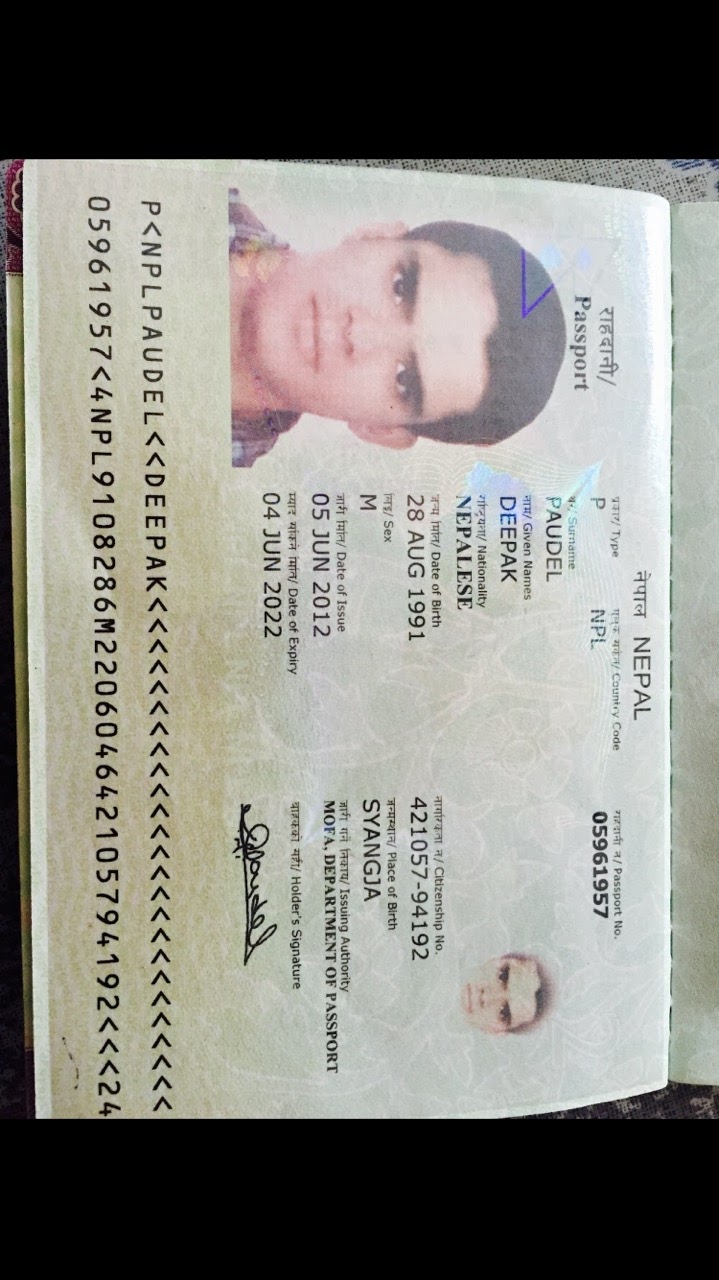 नेपाल NEPAL
राहदानी/
Passport
प्रकार/ Type
P
मुलुक संकेत/ Country Code
NPL
राहदानी नं/ Passport No.
05961957
थर/ Surname
PAUDEL
नाम/ Given Names
DEEPAK
राष्ट्रियता/ Nationality
NEPALESE
जन्म मिति/ Date of Birth
28 AUG 1991
नागरिकता नं/ Citizenship No.
421057-94192
लिङ्ग/ Sex
M
जन्मस्थान/ Place of Birth
SYANGJA
जारी मिति/ Date of Issue
05 JUN 2012
जारी गर्ने निकाय/ Issuing Authority
MOFA, DEPARTMENT OF PASSPORT
म्याद सकिने मिति/ Date of Expiry
04 JUN 2022
वाहकको सही/ Holder's Signature
P<NPLPAUDEL<<DEEPAK<<<<<<<<<<<<<<<<<<<<<<<<<
05961957<4NPL9108286M220604642105794192<<<24